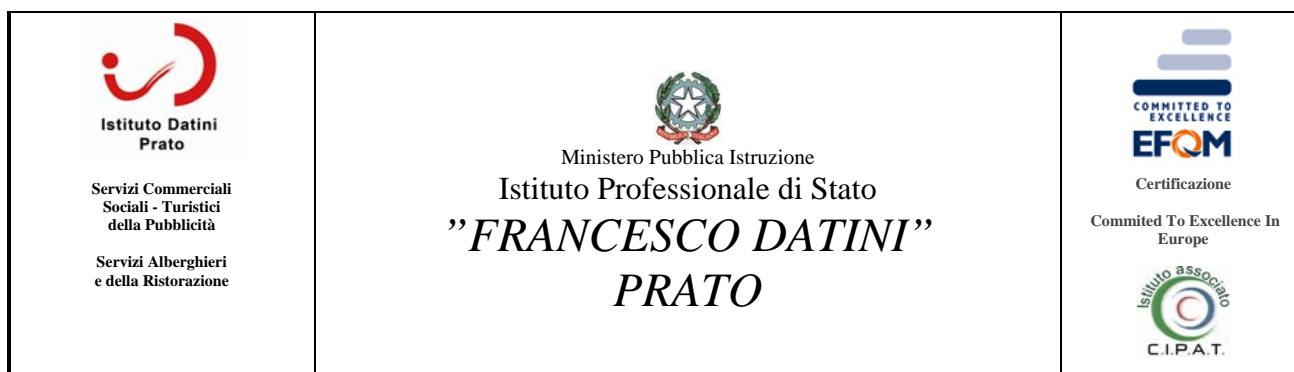 Istituto Datini
Prato
Servizi Commerciali
Sociali - Turistici
della Pubblicità
Servizi Alberghieri
e della Ristorazione
Ministero Pubblica Istruzione
Istituto Professionale di Stato
”FRANCESCO DATINI”
PRATO
COMMITTED TO
EXCELLENCE
EFQM
Certificazione
Commited To Excellence In
Europe
Istituto associato
C.I.P.A.T.